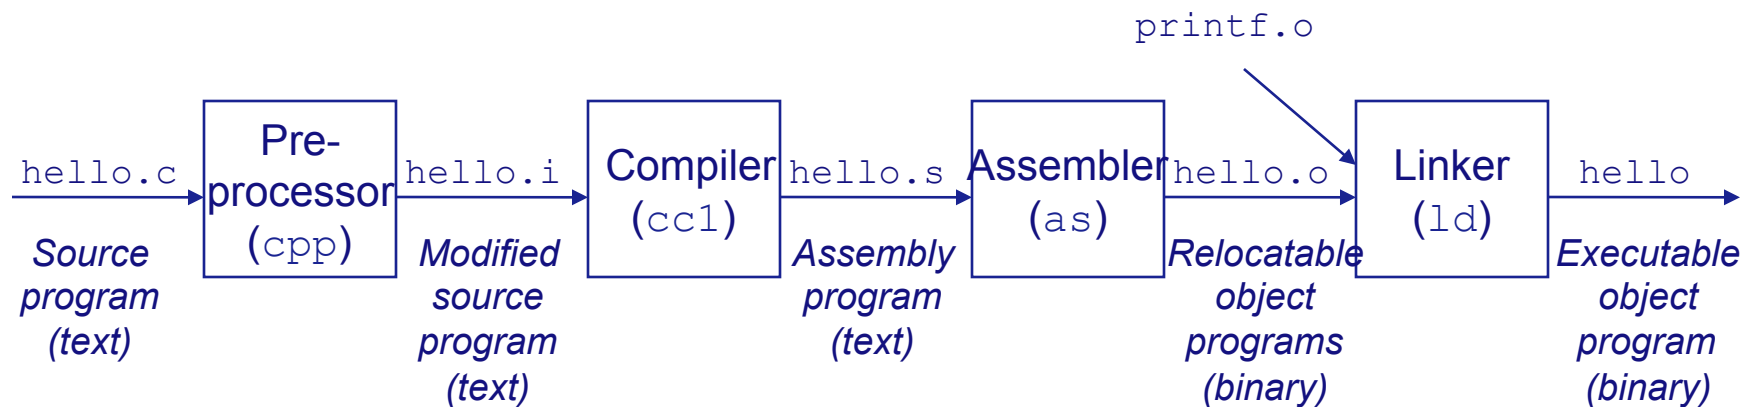 printf.o
hello.c
Pre-
processor
(cpp)
hello.i
Compiler
(cc1)
hello.s
Assembler
(as)
hello.o
Linker
(ld)
hello
Source
program
(text)
Modified
source
program
(text)
Assembly
program
(text)
Relocatable
object
programs
(binary)
Executable
object
program
(binary)